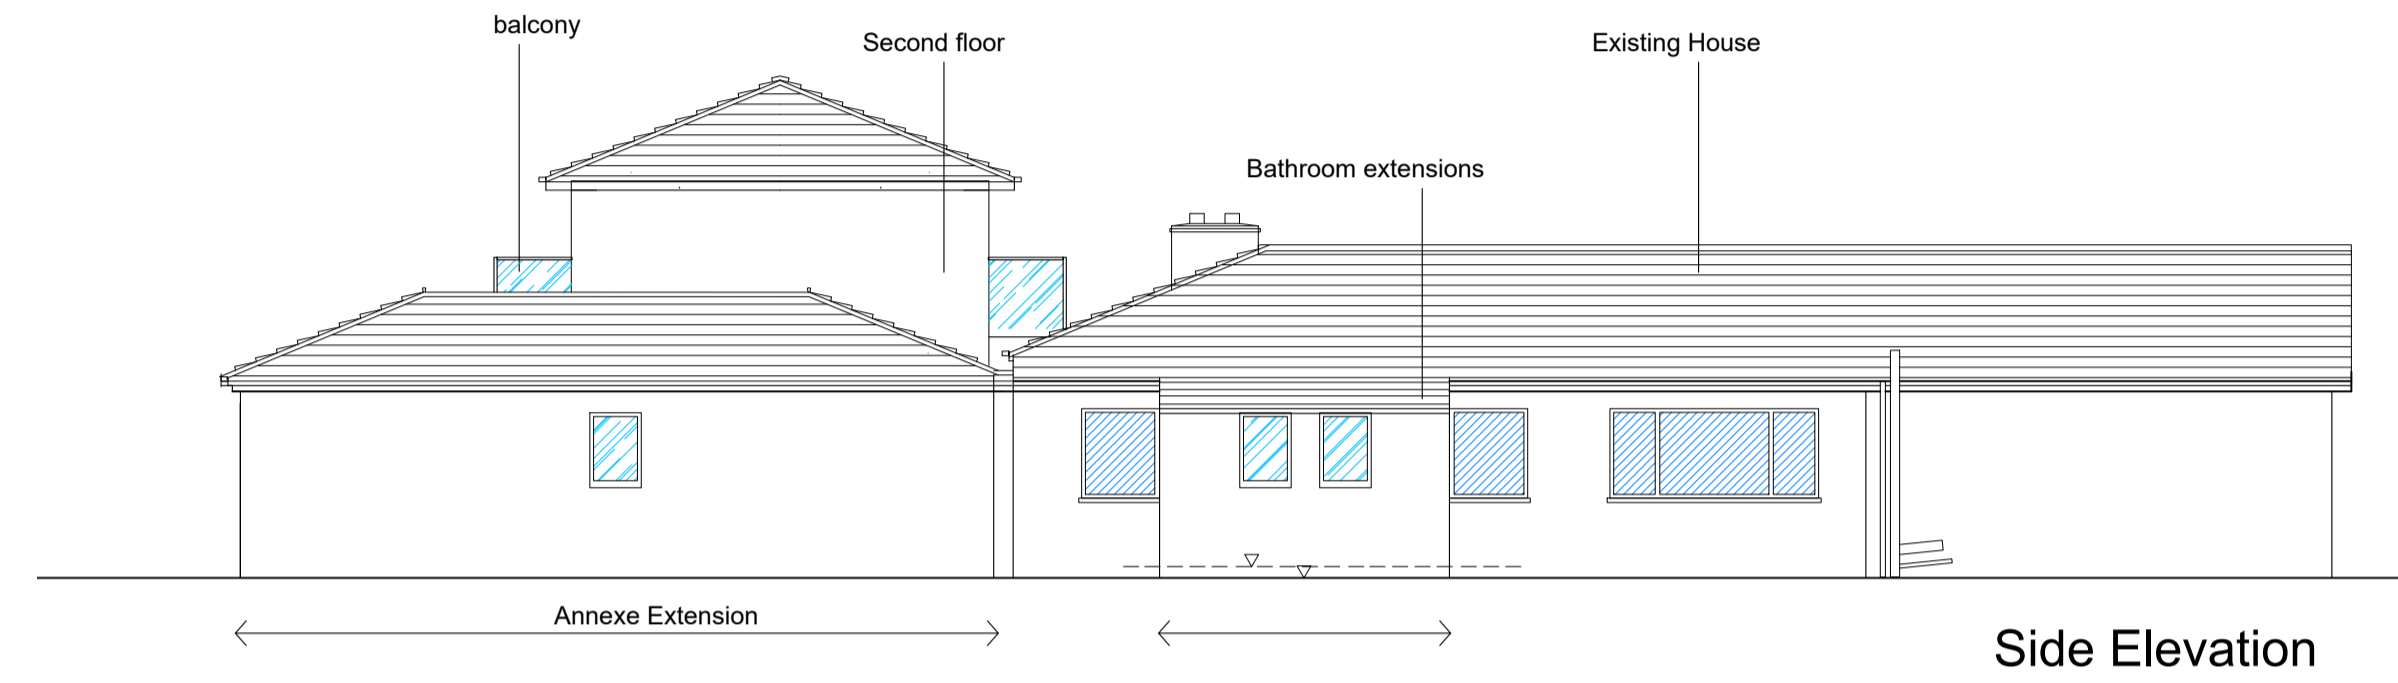 balcony
Second floor
Existing House
Bathroom extensions
Annexe Extension
Side Elevation